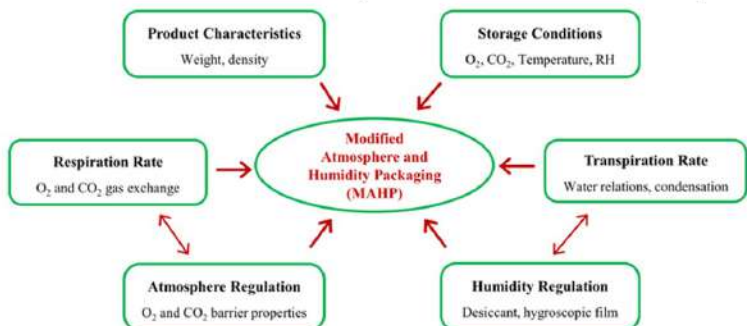 Product Characteristics
Weight, density
Storage Conditions
O₂, CO₂, Temperature, RH
Modified
Atmosphere and
Humidity Packaging
(MAHP)
Respiration Rate
O₂ and CO₂ gas exchange
Transpiration Rate
Water relations, condensation
Atmosphere Regulation
O₂ and CO₂ barrier properties
Humidity Regulation
Desiccant, hygroscopic film